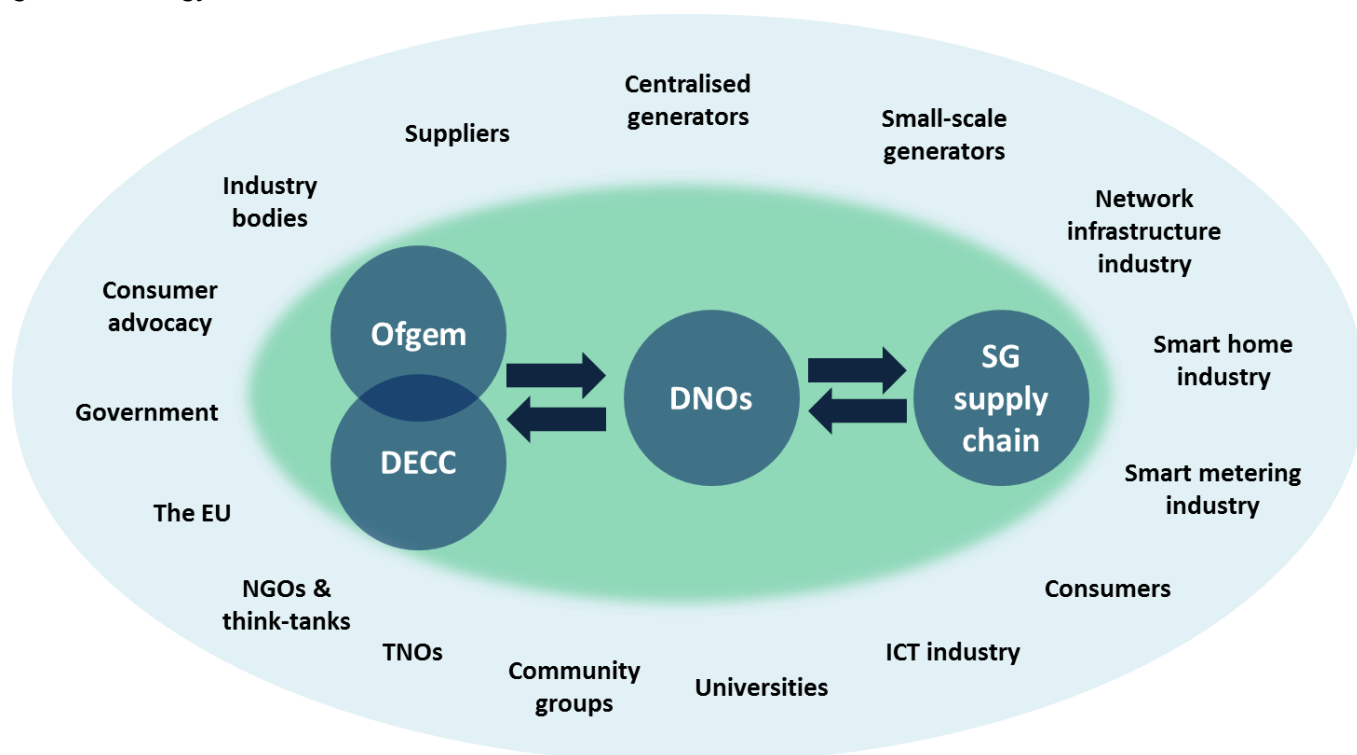 Centralised
generators
Suppliers
Small-scale
generators
Industry
bodies
Network
infrastructure
industry
Consumer
advocacy
Ofgem
SG
supply
chain
Smart home
industry
DNOs
Government
DECC
Smart metering
industry
The EU
NGOs &
think-tanks
Consumers
TNOs
ICT industry
Community
groups
Universities